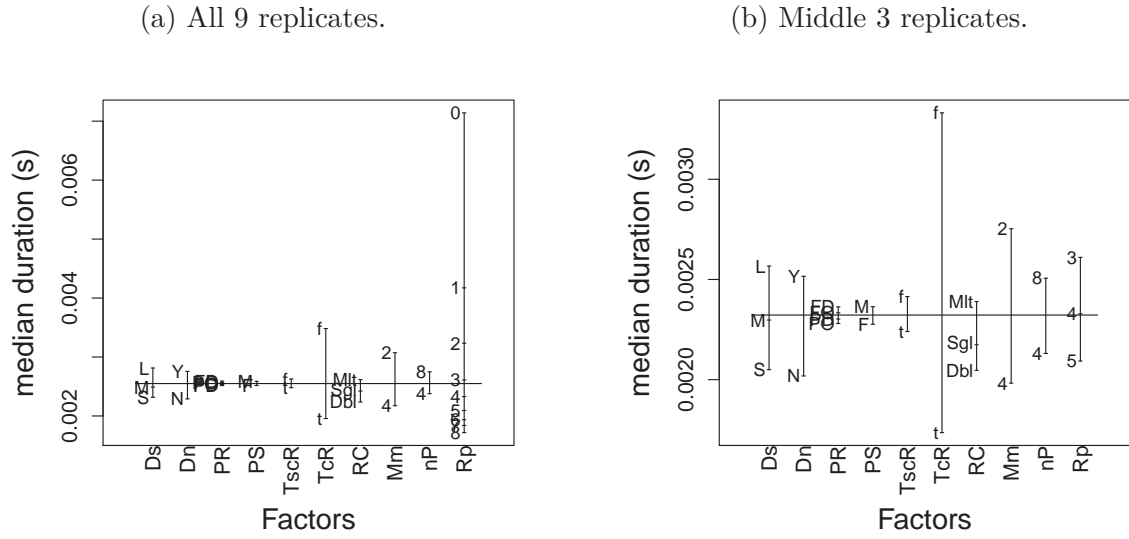 (a) All 9 replicates.
(b) Middle 3 replicates.
median duration (s)
0.002
0.004
0.006
L
M
S
Y
N
M
F
f
t
f
t
Mlt
Sgl
Dbl
2
4
8
4
0
1
2
3
4
5
8
Ds
Dn
PR
PS
TscR
TcR
RC
Mm
nP
Rp
Factors
median duration (s)
0.0020
0.0025
0.0030
L
M
S
Y
N
M
F
f
t
f
t
Mlt
Sgl
Dbl
2
4
8
4
3
4
5
Ds
Dn
PR
PS
TscR
TcR
RC
Mm
nP
Rp
Factors